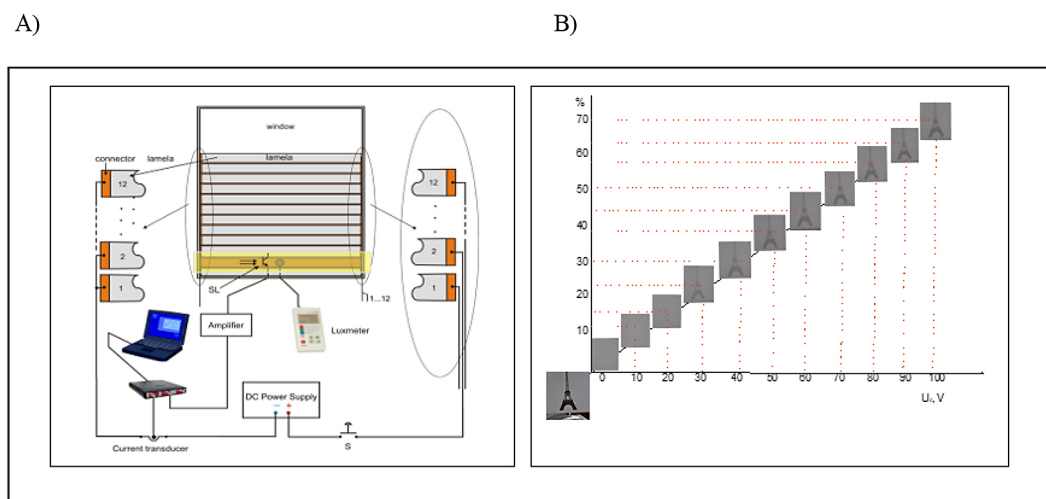 A)
B)
window
connector lamela
lamela
12
12
2
2
1
1
SL
1...12
Amplifier
Luxmeter
DC Power Supply
− +
Current transducer
S
%
70
60
50
40
30
20
10
0 10 20 30 40 50 60 70 80 90 100
U꜀, V